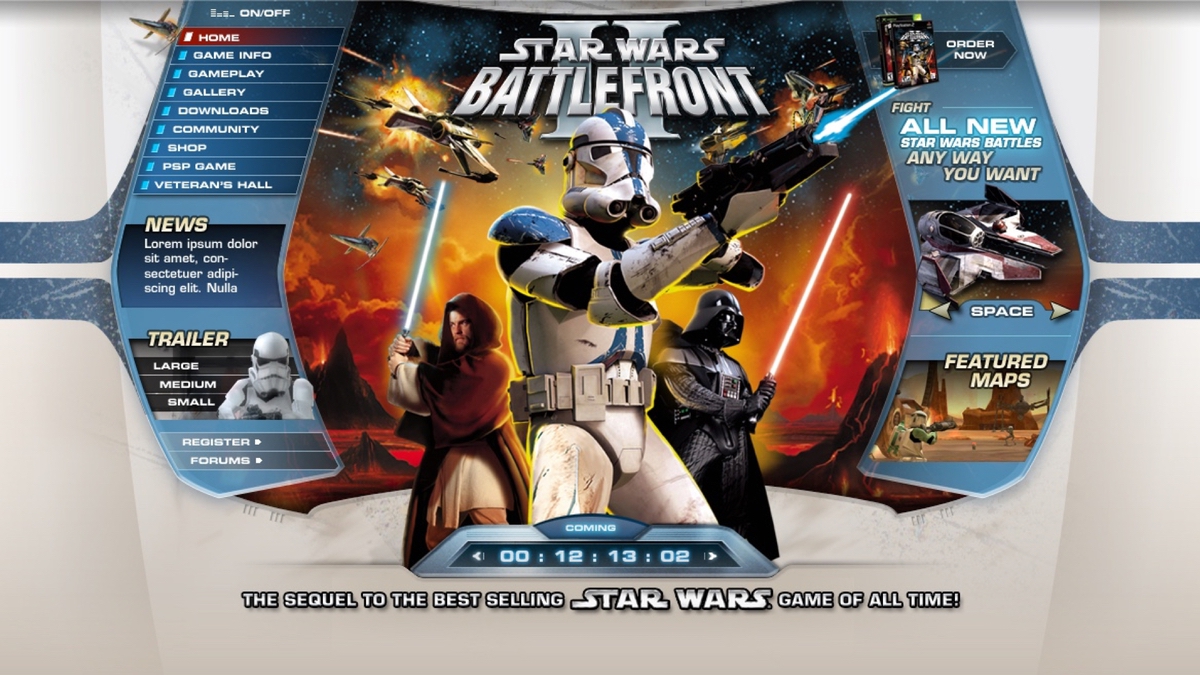 ON/OFF
HOME
GAME INFO
GAMEPLAY
GALLERY
DOWNLOADS
COMMUNITY
SHOP
PSP GAME
VETERAN'S HALL
NEWS
Lorem ipsum dolor
sit amet, con-
sectetuer adipi-
scing elit. Nulla
TRAILER
LARGE
MEDIUM
SMALL
REGISTER
FORUMS
II
STAR WARS
BATTLEFRONT
ORDER
NOW
FIGHT
ALL NEW
STAR WARS BATTLES
ANY WAY
YOU WANT
SPACE
FEATURED
MAPS
COMING
00 : 12 : 13 : 02
THE SEQUEL TO THE BEST SELLING STAR WARS GAME OF ALL TIME!